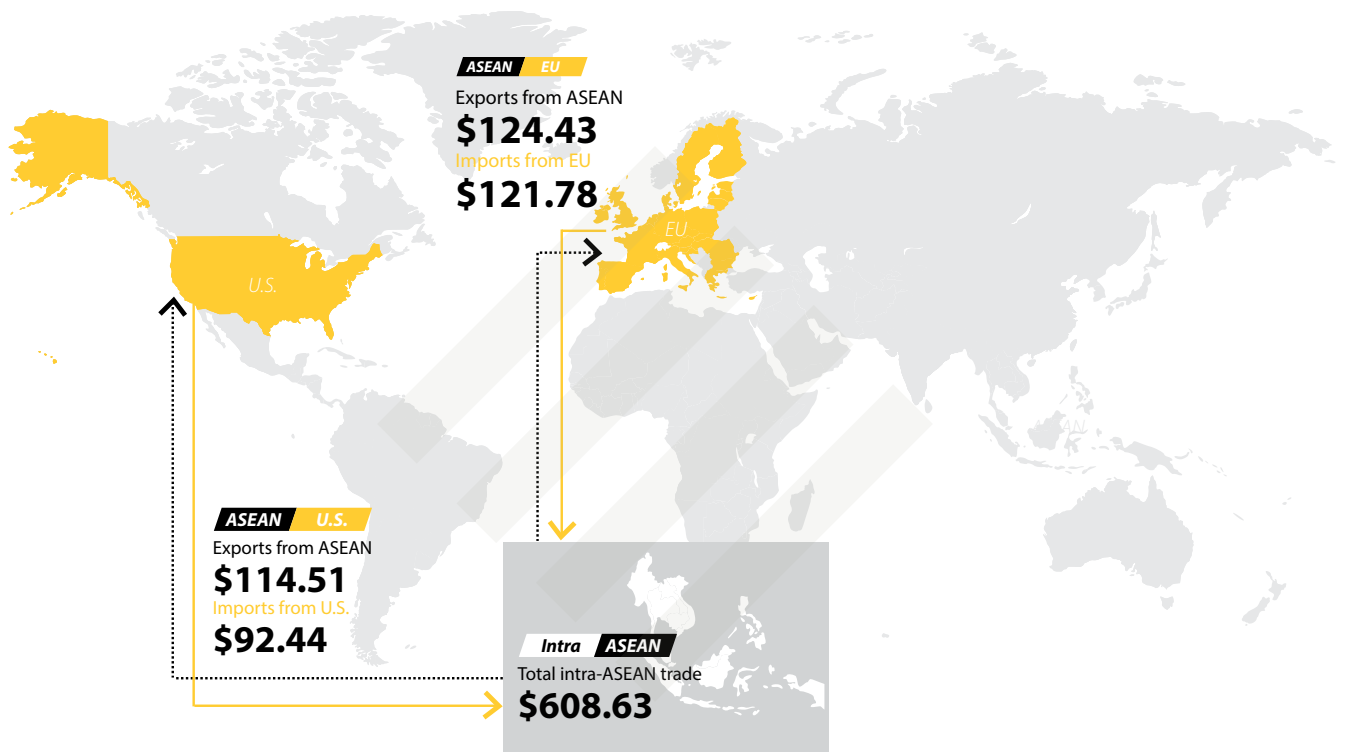 ASEAN EU
Exports from ASEAN
$124.43
Imports from EU
$121.78
EU
U.S.
ASEAN U.S.
Exports from ASEAN
$114.51
Imports from U.S.
$92.44
Intra ASEAN
Total intra-ASEAN trade
$608.63